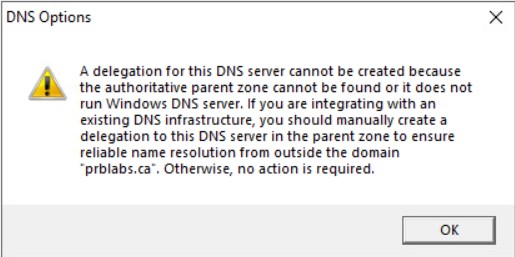 DNS Options
A delegation for this DNS server cannot be created because
the authoritative parent zone cannot be found or it does not
run Windows DNS server. If you are integrating with an
existing DNS infrastructure, you should manually create a
delegation to this DNS server in the parent zone to ensure
reliable name resolution from outside the domain
"prblabs.ca". Otherwise, no action is required.
OK